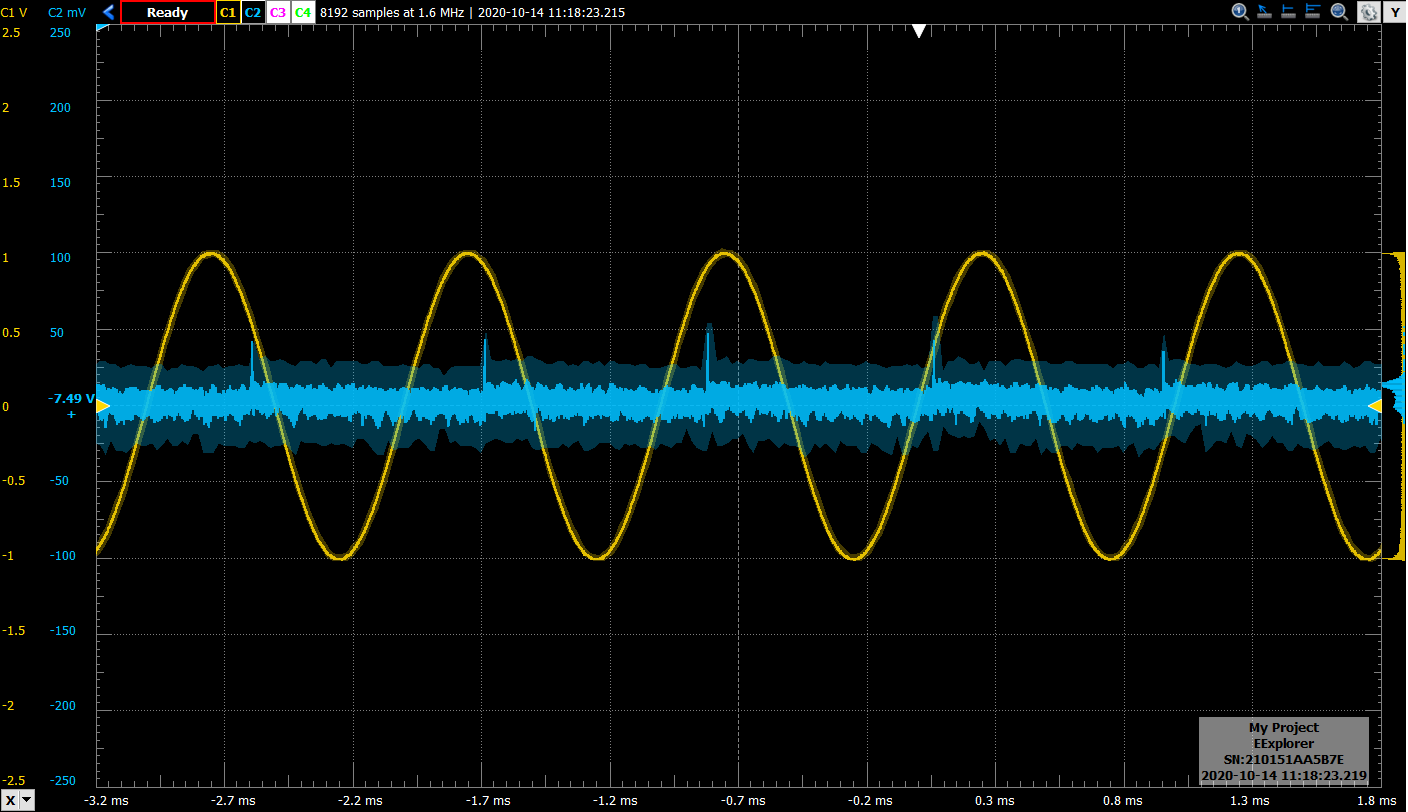 C1 V C2 mV Ready C1 C2 C3 C4 8192 samples at 1.6 MHz | 2020-10-14 11:18:23.215 Y
2.5 250
2 200
1.5 150
1 100
0.5 50
-7.49 V
0 +
-0.5 -50
-1 -100
-1.5 -150
-2 -200
-2.5 -250
My Project
EExplorer
SN:210151AA5B7E
2020-10-14 11:18:23.219
X -3.2 ms -2.7 ms -2.2 ms -1.7 ms -1.2 ms -0.7 ms -0.2 ms 0.3 ms 0.8 ms 1.3 ms 1.8 ms